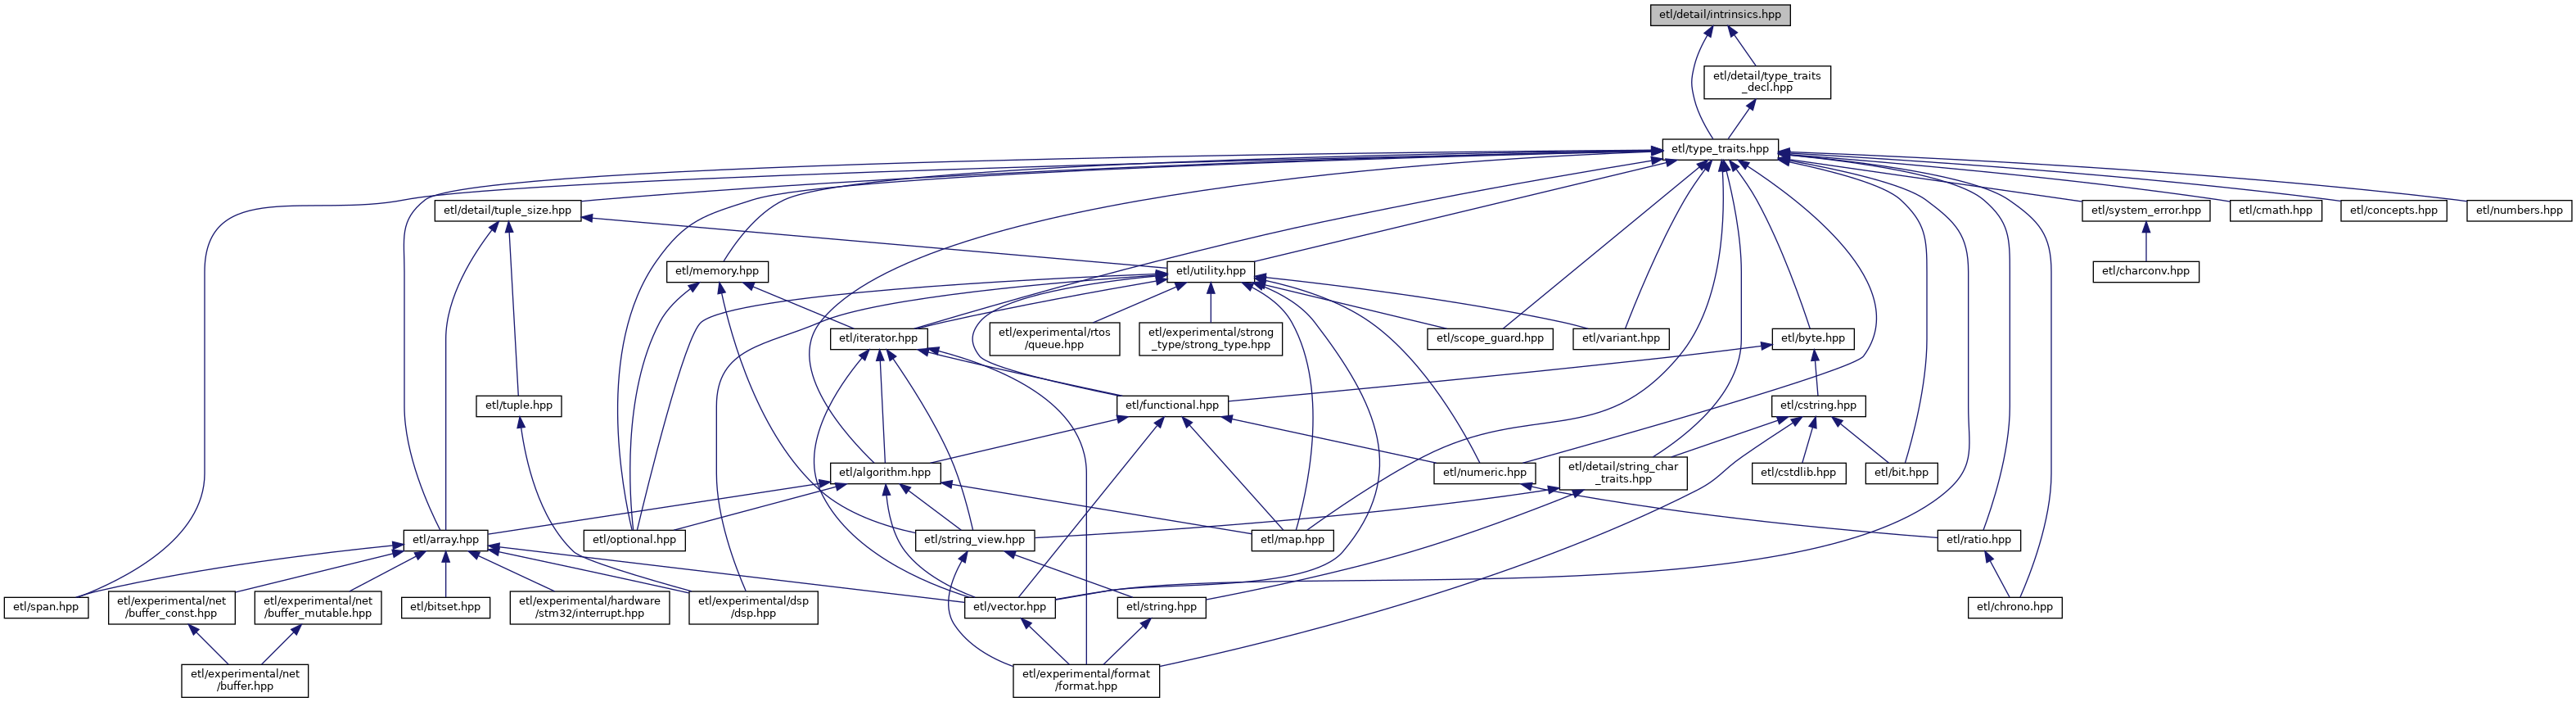 etl/detail/intrinsics.hpp
etl/detail/type_traits
_decl.hpp
etl/type_traits.hpp
etl/detail/tuple_size.hpp
etl/system_error.hpp
etl/cmath.hpp
etl/concepts.hpp
etl/numbers.hpp
etl/memory.hpp
etl/utility.hpp
etl/charconv.hpp
etl/iterator.hpp
etl/experimental/rtos
/queue.hpp
etl/experimental/strong
_type/strong_type.hpp
etl/scope_guard.hpp
etl/variant.hpp
etl/byte.hpp
etl/tuple.hpp
etl/functional.hpp
etl/cstring.hpp
etl/algorithm.hpp
etl/numeric.hpp
etl/detail/string_char
_traits.hpp
etl/cstdlib.hpp
etl/bit.hpp
etl/array.hpp
etl/optional.hpp
etl/string_view.hpp
etl/map.hpp
etl/ratio.hpp
etl/span.hpp
etl/experimental/net
/buffer_const.hpp
etl/experimental/net
/buffer_mutable.hpp
etl/bitset.hpp
etl/experimental/hardware
/stm32/interrupt.hpp
etl/experimental/dsp
/dsp.hpp
etl/vector.hpp
etl/string.hpp
etl/chrono.hpp
etl/experimental/net
/buffer.hpp
etl/experimental/format
/format.hpp